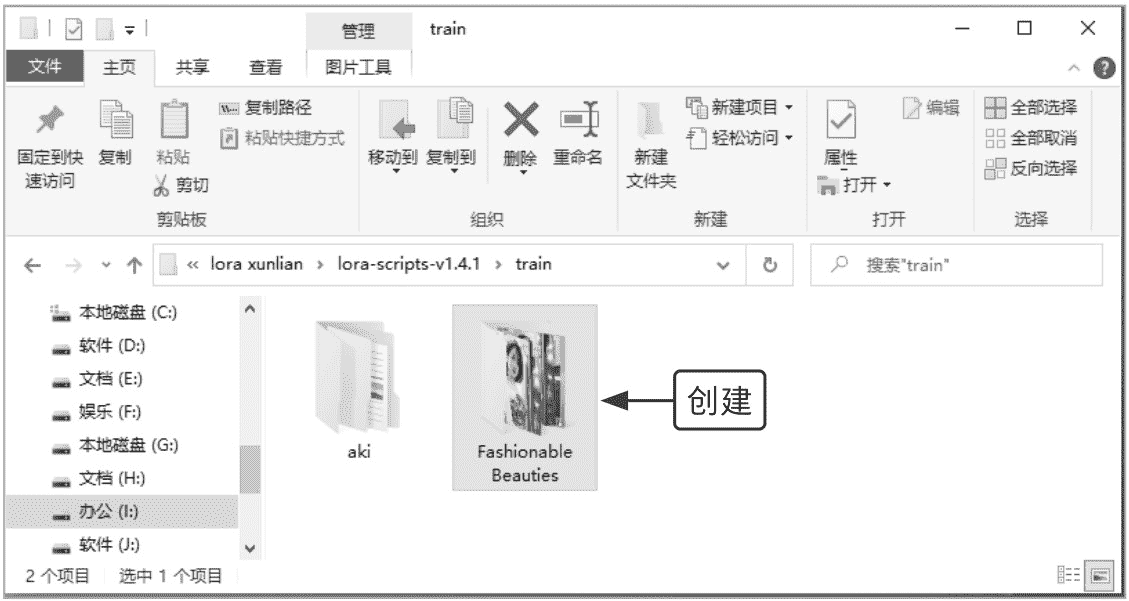 管理
train
文件
主页
共享
查看
图片工具
固定到快
速访问
复制
粘贴
复制路径
粘贴快捷方式
剪切
剪贴板
移动到
复制到
删除
重命名
组织
新建
文件夹
新建项目
轻松访问
新建
属性
打开
编辑
打开
全部选择
全部取消
反向选择
选择
« lora xunlian › lora-scripts-v1.4.1 › train
搜索"train"
本地磁盘 (C:)
软件 (D:)
文档 (E:)
娱乐 (F:)
本地磁盘 (G:)
文档 (H:)
办公 (I:)
软件 (J:)
aki
Fashionable
Beauties
创建
2 个项目
选中 1 个项目